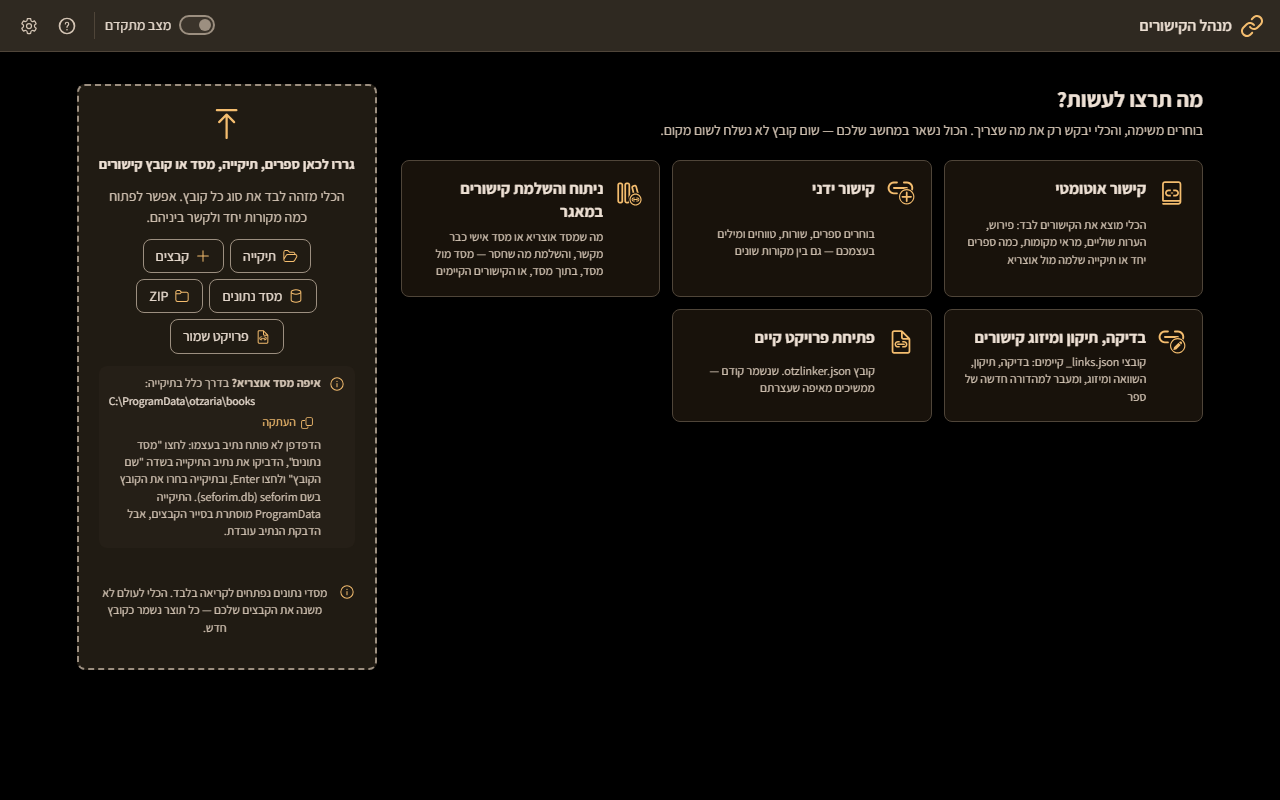 מנהל הקישורים
מצב מתקדם
מה תרצו לעשות?
בוחרים משימה, והכלי יבקש רק את מה שצריך. הכול נשאר במחשב שלכם — שום קובץ לא נשלח לשום מקום.
קישור אוטומטי
הכלי מוצא את הקישורים לבד: פירוש,
הערות שוליים, מראי מקומות, כמה ספרים
יחד או תיקייה שלמה מול אוצריא
קישור ידני
בוחרים ספרים, שורות, טווחים ומילים
בעצמכם — גם בין מקורות שונים
ניתוח והשלמת קישורים
במאגר
מה שמסד אוצריא או מסד אישי כבר
מקשר, והשלמת מה שחסר — מסד מול
מסד, בתוך מסד, או הקישורים הקיימים
בדיקה, תיקון ומיזוג קישורים
קובצי links.json_ קיימים: בדיקה, תיקון,
השוואה ומיזוג, ומעבר למהדורה חדשה של
ספר
פתיחת פרויקט קיים
קובץ otzlinker.json. שנשמר קודם —
ממשיכים מאיפה שעצרתם
גררו לכאן ספרים, תיקייה, מסד או קובץ קישורים
הכלי מזהה לבד את סוג כל קובץ. אפשר לפתוח
כמה מקורות יחד ולקשר ביניהם.
תיקייה
קבצים
מסד נתונים
ZIP
פרויקט שמור
איפה מסד אוצריא? בדרך כלל בתיקייה:
C:\ProgramData\otzaria\books
העתקה
הדפדפן לא פותח נתיב בעצמו: לחצו "מסד
נתונים", הדביקו את נתיב התיקייה בשדה "שם
הקובץ" ולחצו Enter, ובתיקייה בחרו את הקובץ
בשם seforim (seforim.db). התיקייה
ProgramData מוסתרת בסייר הקבצים, אבל
הדבקת הנתיב עובדת.
מסדי נתונים נפתחים לקריאה בלבד. הכלי לעולם לא
משנה את הקבצים שלכם — כל תוצר נשמר כקובץ
חדש.